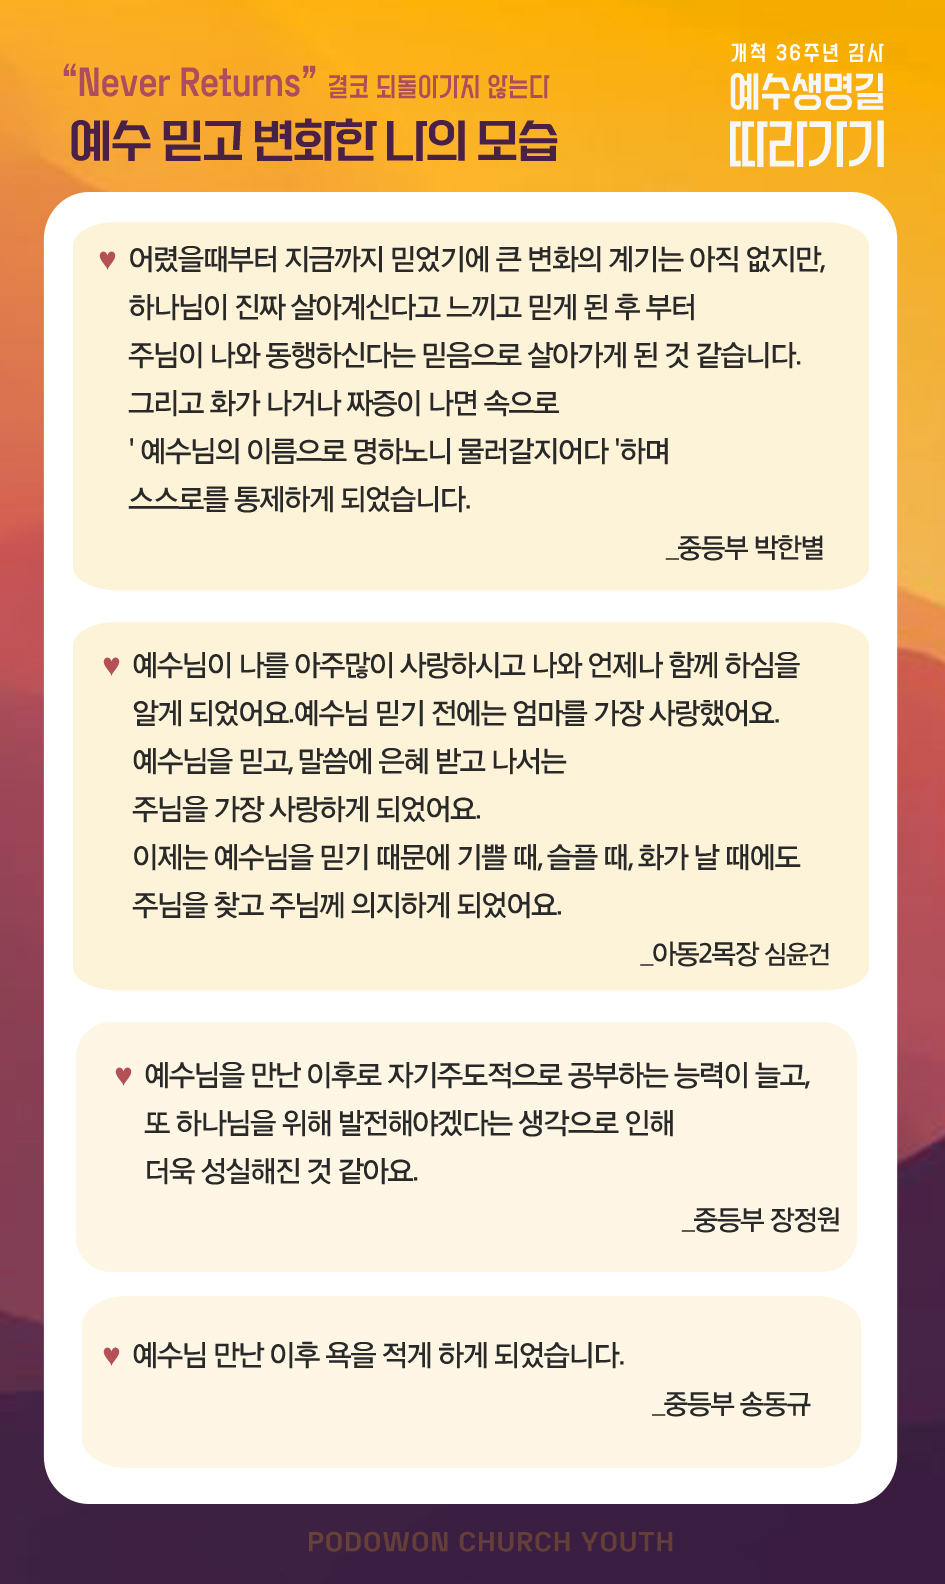 “Never Returns” 결코 되돌아가지 않는다
예수 믿고 변화한 나의 모습
개척 36주년 감사
예수생명길
따라가기
♥ 어렸을때부터 지금까지 믿었기에 큰 변화의 계기는 아직 없지만,
하나님이 진짜 살아계신다고 느끼고 믿게 된 후 부터
주님이 나와 동행하신다는 믿음으로 살아가게 된 것 같습니다.
그리고 화가 나거나 짜증이 나면 속으로
' 예수님의 이름으로 명하노니 물러갈지어다 '하며
스스로를 통제하게 되었습니다.
_중등부 박한별
♥ 예수님이 나를 아주많이 사랑하시고 나와 언제나 함께 하심을
알게 되었어요.예수님 믿기 전에는 엄마를 가장 사랑했어요.
예수님을 믿고, 말씀에 은혜 받고 나서는
주님을 가장 사랑하게 되었어요.
이제는 예수님을 믿기 때문에 기쁠 때, 슬플 때, 화가 날 때에도
주님을 찾고 주님께 의지하게 되었어요.
_아동2목장 심윤건
♥ 예수님을 만난 이후로 자기주도적으로 공부하는 능력이 늘고,
또 하나님을 위해 발전해야겠다는 생각으로 인해
더욱 성실해진 것 같아요.
_중등부 장정원
♥ 예수님 만난 이후 욕을 적게 하게 되었습니다.
_중등부 송동규
PODOWON CHURCH YOUTH